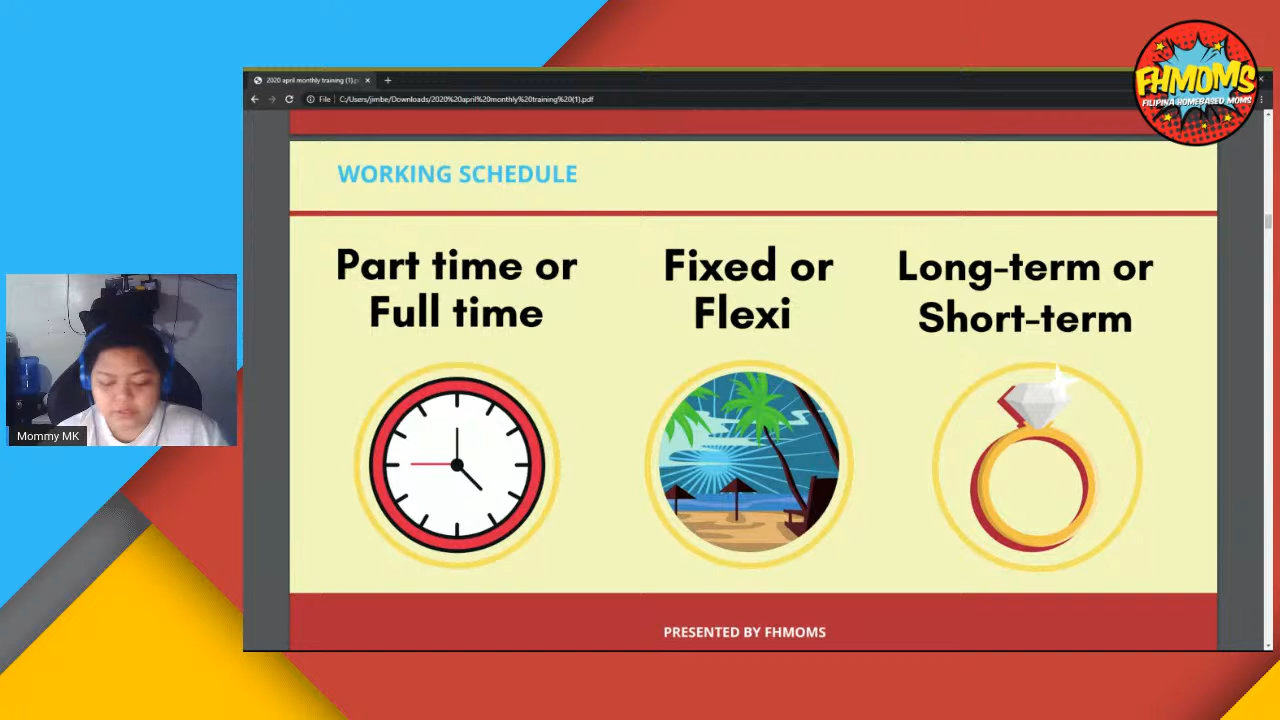 2020 april monthly training (1).p
File
C:/Users/jimbe/Downloads/2020%20april%20monthly%20training%20(1).pdf
FHMOMS
FILIPINA HOMEBASED MOMS
WORKING SCHEDULE
Part time or
Full time
Fixed or
Flexi
Long-term or
Short-term
Mommy MK
PRESENTED BY FHMOMS